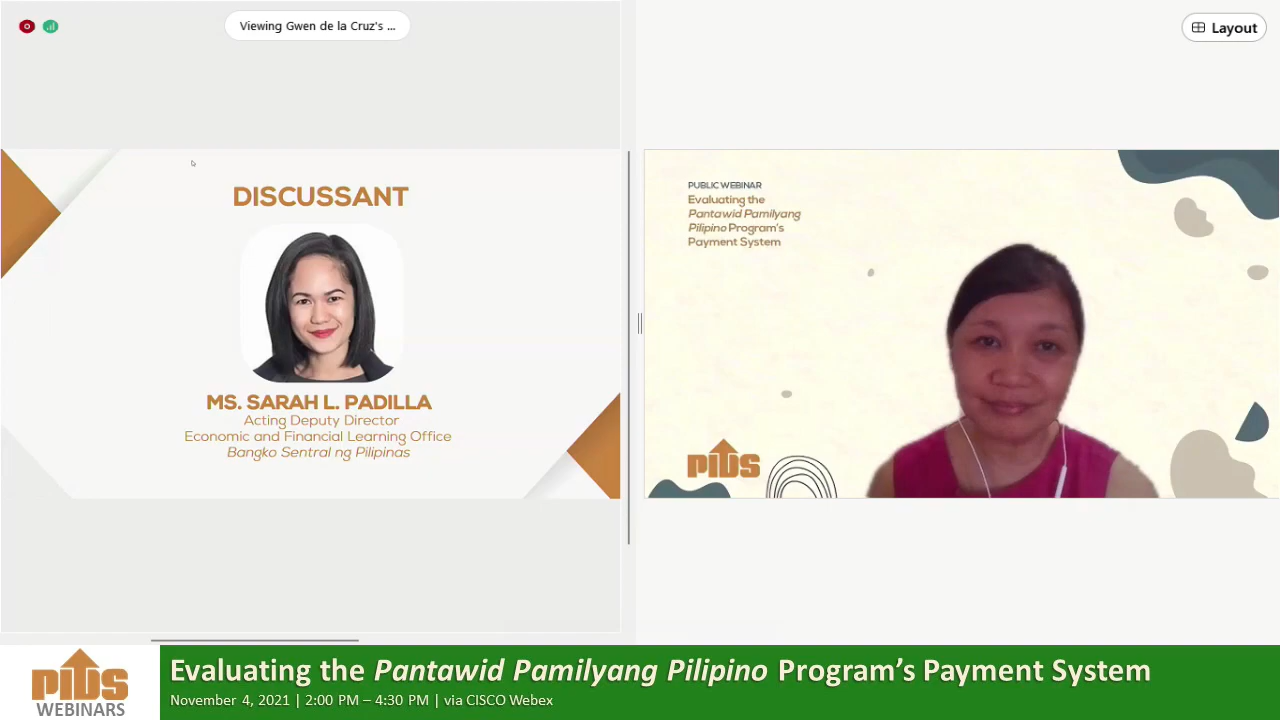 Viewing Gwen de la Cruz's ...
Layout
DISCUSSANT
MS. SARAH L. PADILLA
Acting Deputy Director
Economic and Financial Learning Office
Bangko Sentral ng Pilipinas
PUBLIC WEBINAR
Evaluating the
Pantawid Pamilyang
Pilipino Program's
Payment System
PIDS
PIDS
WEBINARS
Evaluating the Pantawid Pamilyang Pilipino Program’s Payment System
November 4, 2021 | 2:00 PM – 4:30 PM | via CISCO Webex